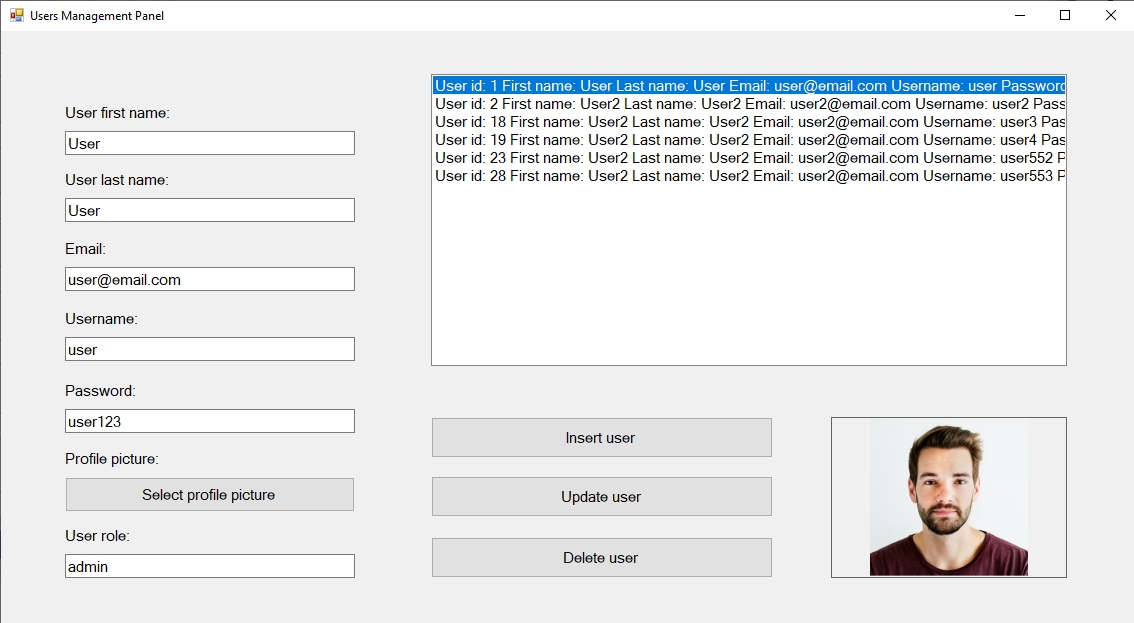 Users Management Panel
User first name:
User
User last name:
User
Email:
user@email.com
Username:
user
Password:
user123
Profile picture:
Select profile picture
User role:
admin
User id: 1 First name: User Last name: User Email: user@email.com Username: user Password
User id: 2 First name: User2 Last name: User2 Email: user2@email.com Username: user2 Pass
User id: 18 First name: User2 Last name: User2 Email: user2@email.com Username: user3 Pas
User id: 19 First name: User2 Last name: User2 Email: user2@email.com Username: user4 Pas
User id: 23 First name: User2 Last name: User2 Email: user2@email.com Username: user552 P
User id: 28 First name: User2 Last name: User2 Email: user2@email.com Username: user553 P
Insert user
Update user
Delete user